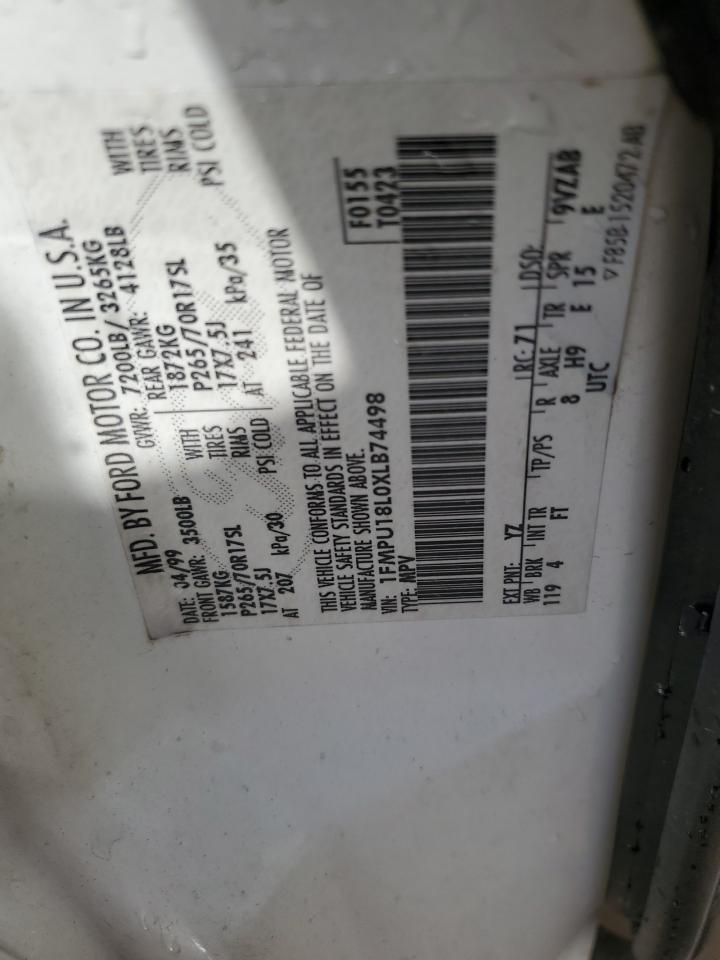 MFD. BY FORD MOTOR CO. IN U.S.A.
DATE: 04/99 GVWR: 7200LB/ 3265KG
FRONT GAWR: 3500LB REAR GAWR: 4128LB
1587KG WITH 1872KG WITH
P265/70R17SL TIRES P265/70R17SL TIRES
17X7.5J RIMS 17X7.5J RIMS
AT 207 kPa/30 PSI COLD AT 241 kPa/35 PSI COLD
THIS VEHICLE CONFORMS TO ALL APPLICABLE FEDERAL MOTOR
VEHICLE SAFETY STANDARDS IN EFFECT ON THE DATE OF
MANUFACTURE SHOWN ABOVE.
VIN: 1FMPU18L0XLB74498
TYPE: MPV
F0155
T0423
EXT PNT: YZ RC: 71 DSO:
WB BRK INT TR TP/PS R AXLE TR SPR
119 4 FT 8 H9 E 15 9VZAB
UTC E
▽ F85B-1520472-AB